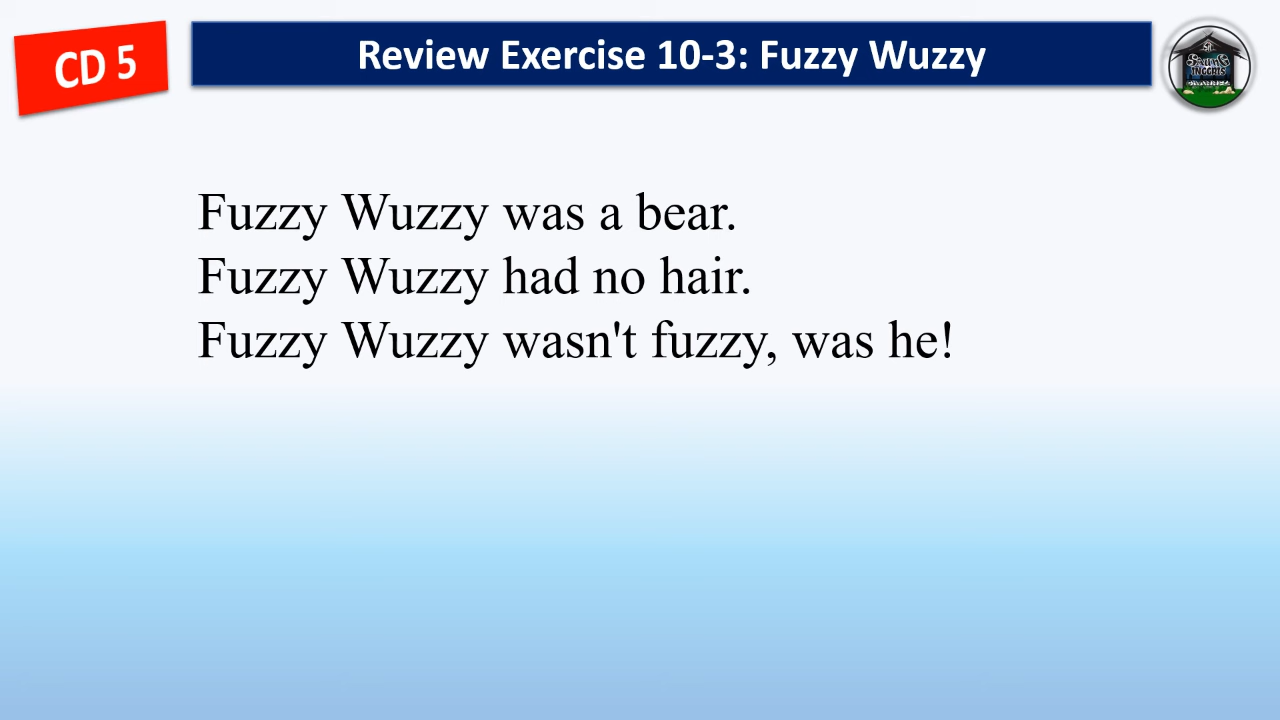 CD 5
Review Exercise 10-3: Fuzzy Wuzzy
INGGRIS
Fuzzy Wuzzy was a bear.
Fuzzy Wuzzy had no hair.
Fuzzy Wuzzy wasn't fuzzy, was he!